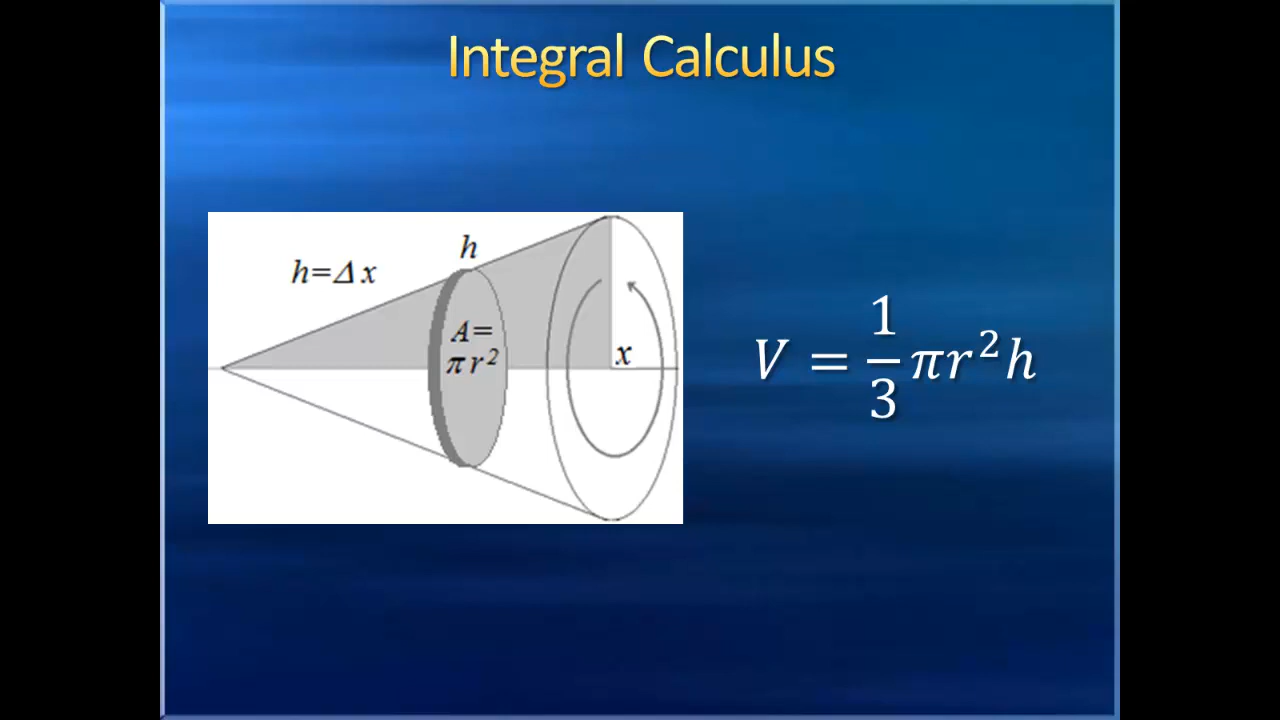 Integral Calculus
h
h=Δx
A=
πr²
x
V = 1/3 πr²h